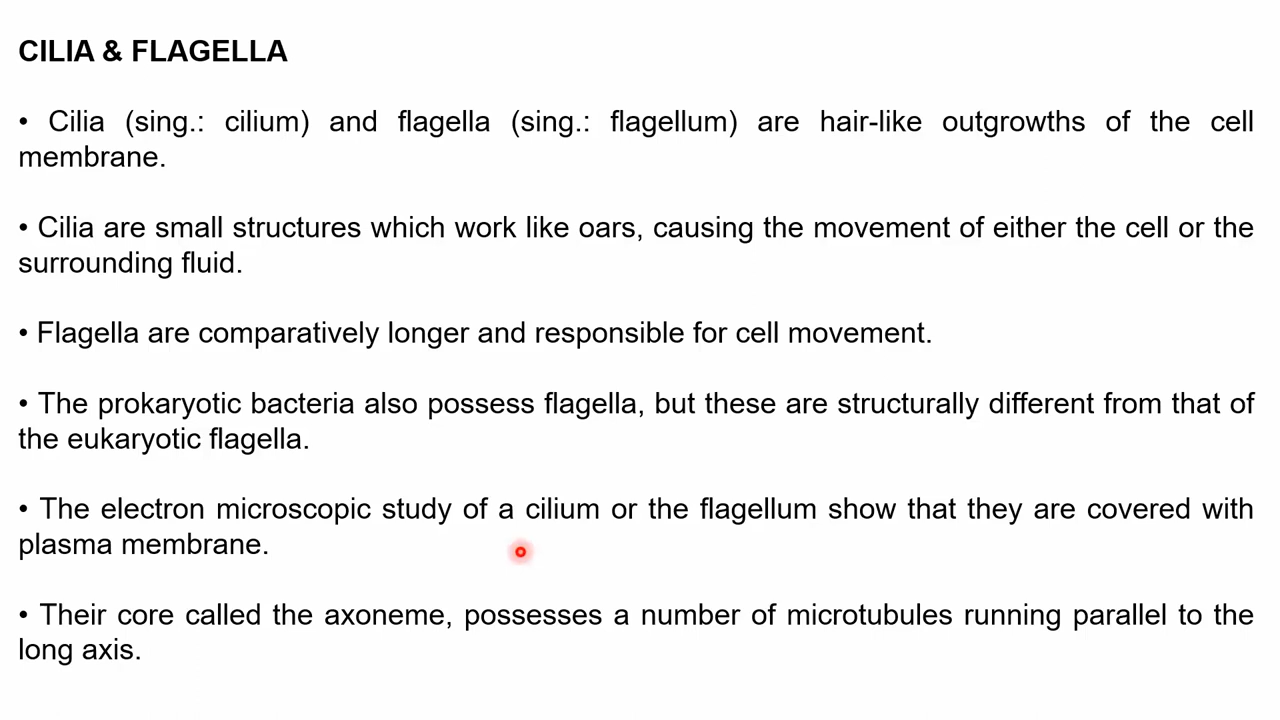 CILIA & FLAGELLA
• Cilia (sing.: cilium) and flagella (sing.: flagellum) are hair-like outgrowths of the cell
membrane.
• Cilia are small structures which work like oars, causing the movement of either the cell or the
surrounding fluid.
• Flagella are comparatively longer and responsible for cell movement.
• The prokaryotic bacteria also possess flagella, but these are structurally different from that of
the eukaryotic flagella.
• The electron microscopic study of a cilium or the flagellum show that they are covered with
plasma membrane.
• Their core called the axoneme, possesses a number of microtubules running parallel to the
long axis.